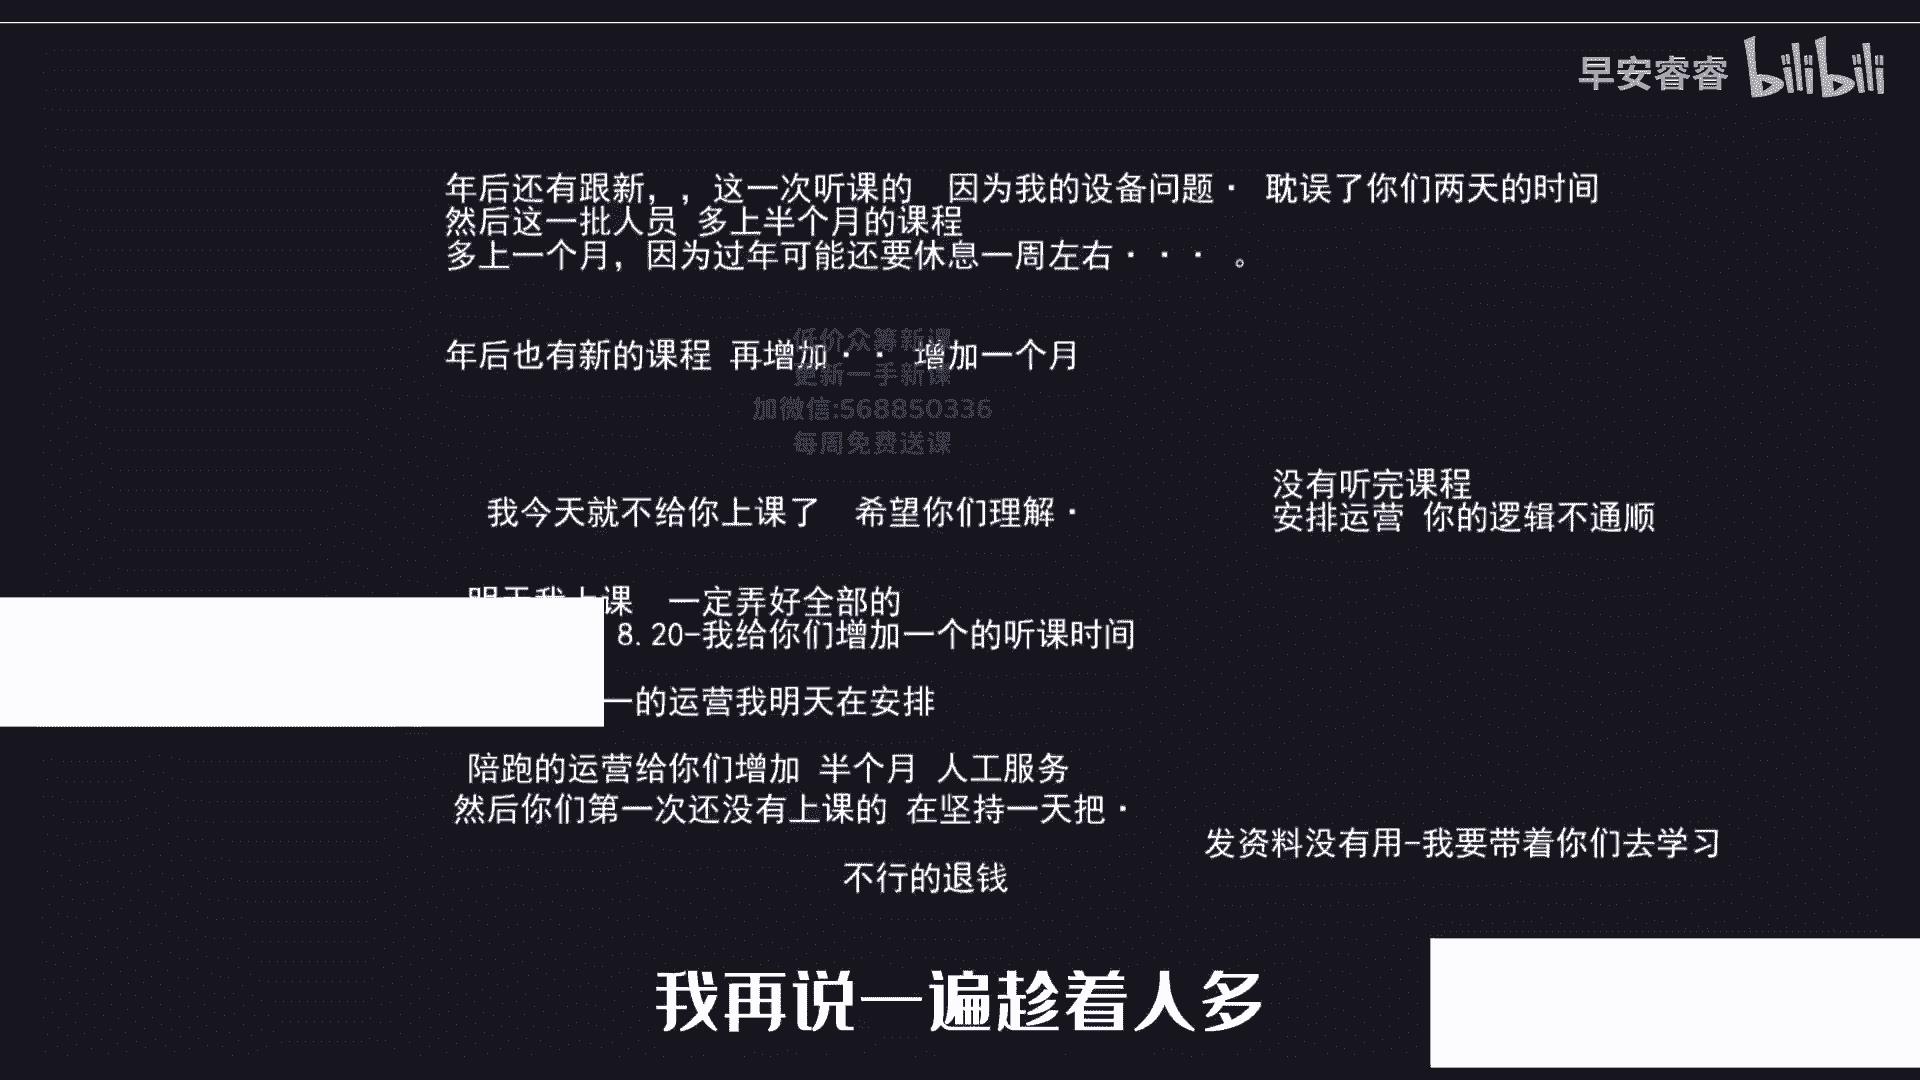 早安睿睿 bilibili
年后还有跟新，，这一次听课的 因为我的设备问题· 耽误了你们两天的时间
然后这一批人员 多上半个月的课程
多上一个月，因为过年可能还要休息一周左右··· 。
低价众筹新课
年后也有新的课程 再增加·· 增加一个月
更新一手新课
加微信:568850336
每周免费送课
没有听完课程
我今天就不给你上课了 希望你们理解·
安排运营 你的逻辑不通顺
明天我上课 一定弄好全部的
8.20-我给你们增加一个的听课时间
一的运营我明天在安排
陪跑的运营给你们增加 半个月 人工服务
然后你们第一次还没有上课的 在坚持一天把·
发资料没有用-我要带着你们去学习
不行的退钱
我再说一遍趁着人多